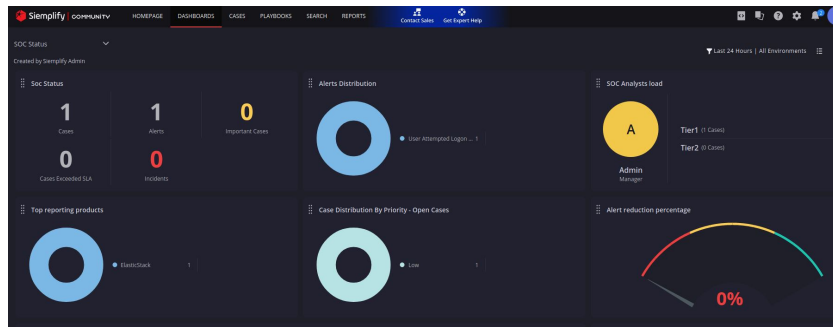 Siemplify | COMMUNITY
HOMEPAGE DASHBOARDS CASES PLAYBOOKS SEARCH REPORTS
Contact Sales Get Expert Help
SOC Status
Created by Siemplify Admin
Last 24 Hours | All Environments
Soc Status
1 Cases
1 Alerts
0 Important Cases
0 Cases Exceeded SLA
0 Incidents
Alerts Distribution
User Attempted Logon ... 1
SOC Analysts load
A
Admin
Manager
Tier1 (1 Cases)
Tier2 (0 Cases)
Top reporting products
ElasticStack 1
Case Distribution By Priority - Open Cases
Low 1
Alert reduction percentage
0%